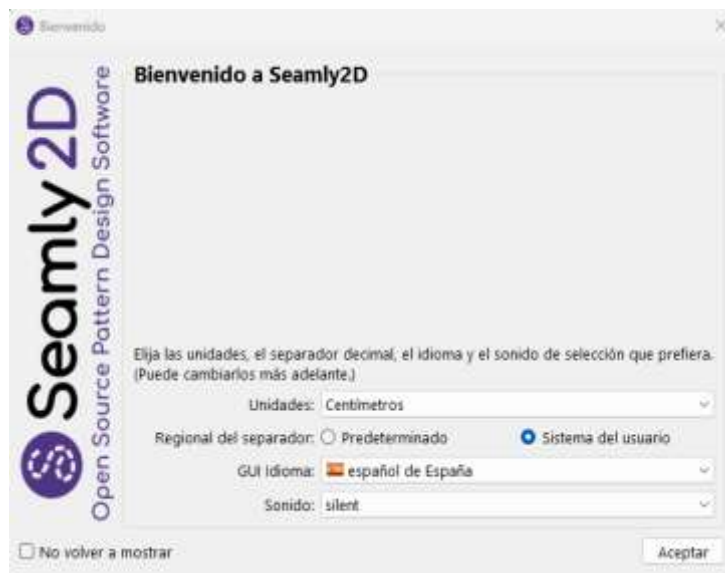 Bienvenido
Seamly2D
Open Source Pattern Design Software
Bienvenido a Seamly2D
Elija las unidades, el separador decimal, el idioma y el sonido de selección que prefiera.
(Puede cambiarlos más adelante.)
Unidades: Centímetros
Regional del separador: Predeterminado Sistema del usuario
GUI Idioma: español de España
Sonido: silent
No volver a mostrar Aceptar